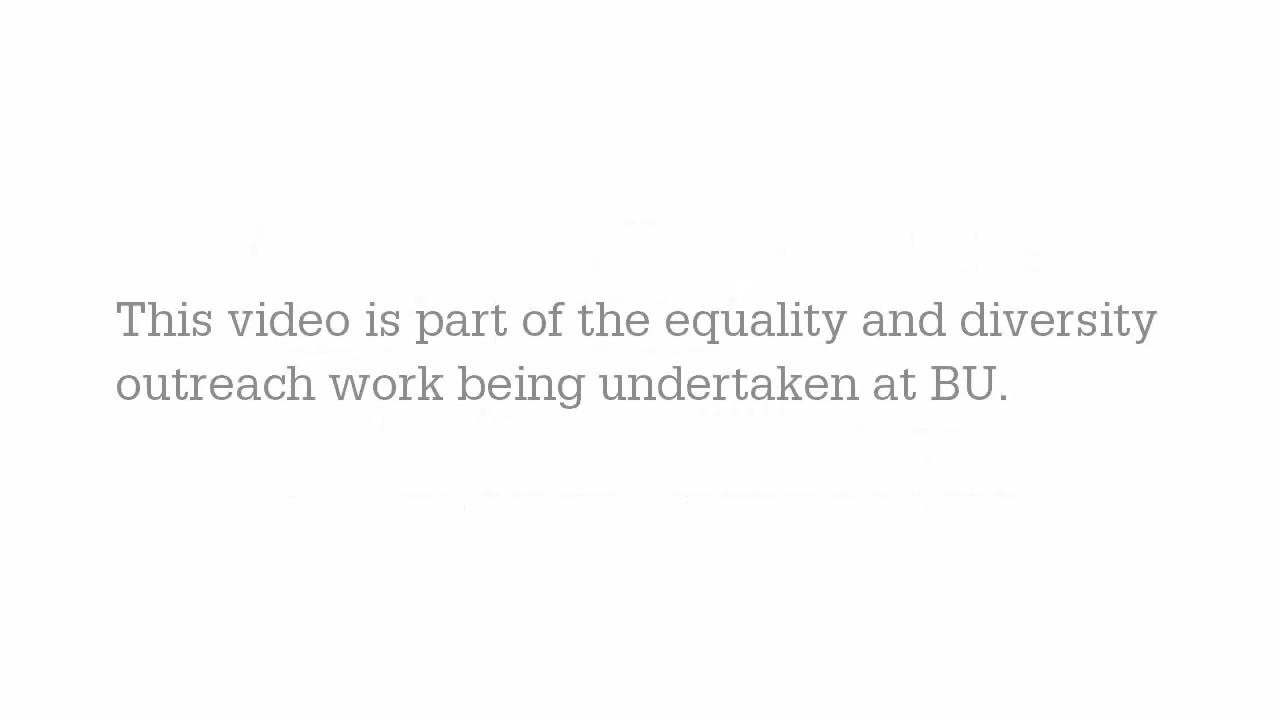 This video is part of the equality and diversity
outreach work being undertaken at BU.